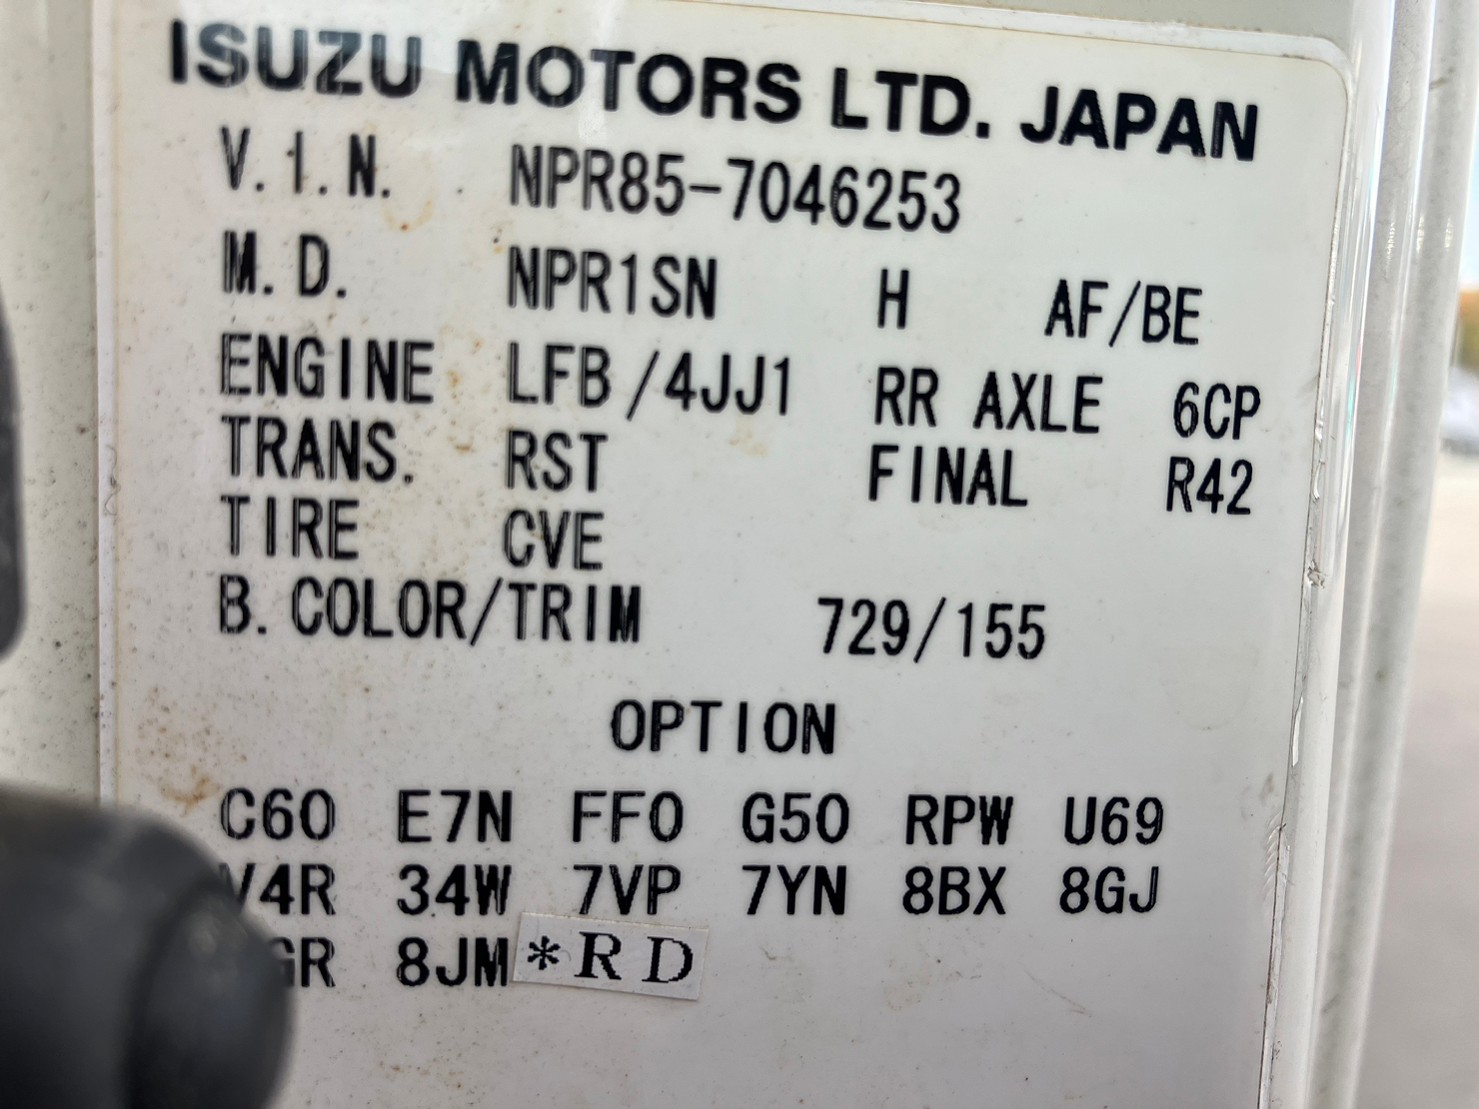 ISUZU MOTORS LTD. JAPAN
V.I.N. NPR85-7046253
M.D. NPR1SN H AF/BE
ENGINE LFB/4JJ1 RR AXLE 6CP
TRANS. RST FINAL R42
TIRE CVE
B.COLOR/TRIM 729/155
OPTION
C60 E7N FF0 G50 RPW U69
V4R 34W 7VP 7YN 8BX 8GJ
8JM *RD